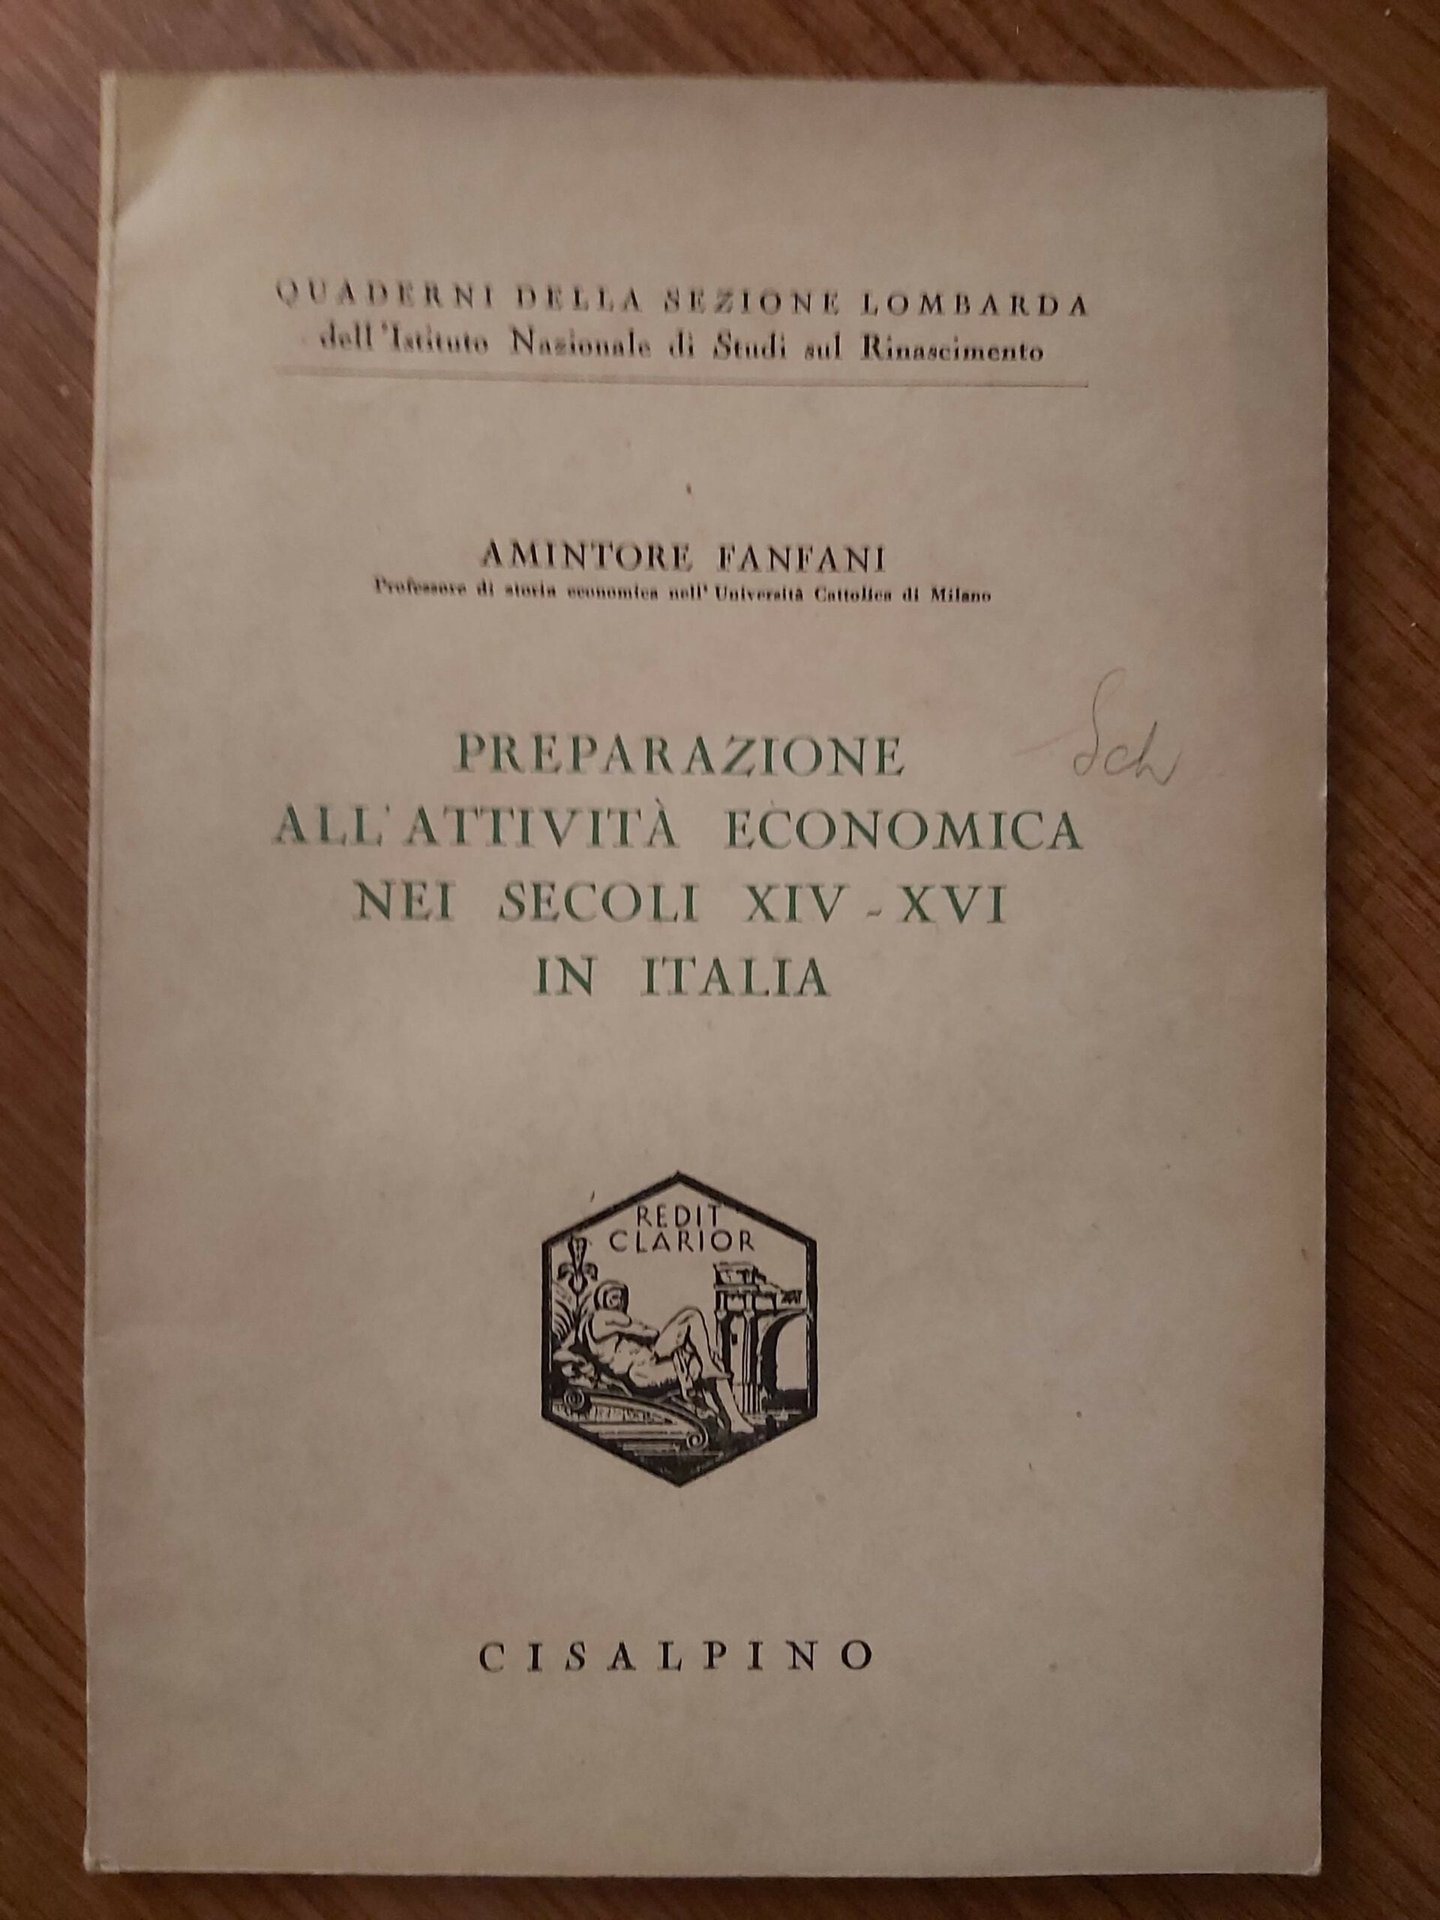 QUADERNI DELLA SEZIONE LOMBARDA
dell'Istituto Nazionale di Studi sul Rinascimento
AMINTORE FANFANI
Professore di storia economica nell'Università Cattolica di Milano
PREPARAZIONE
ALL'ATTIVITÀ ECONOMICA
NEI SECOLI XIV - XVI
IN ITALIA
Sch
REDIT
CLARIOR
CISALPINO